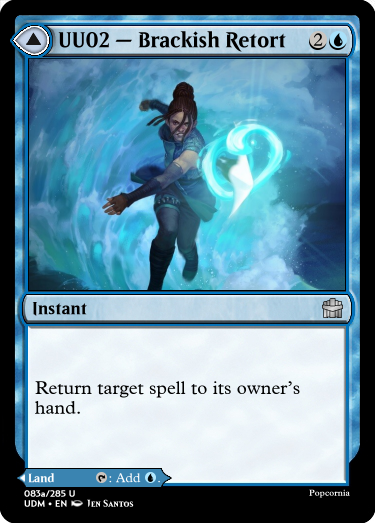 UU02 — Brackish Retort 2
Instant
Return target spell to its owner's
hand.
Land : Add .
083a/285 U Popcornia
UDM • EN Jen Santos